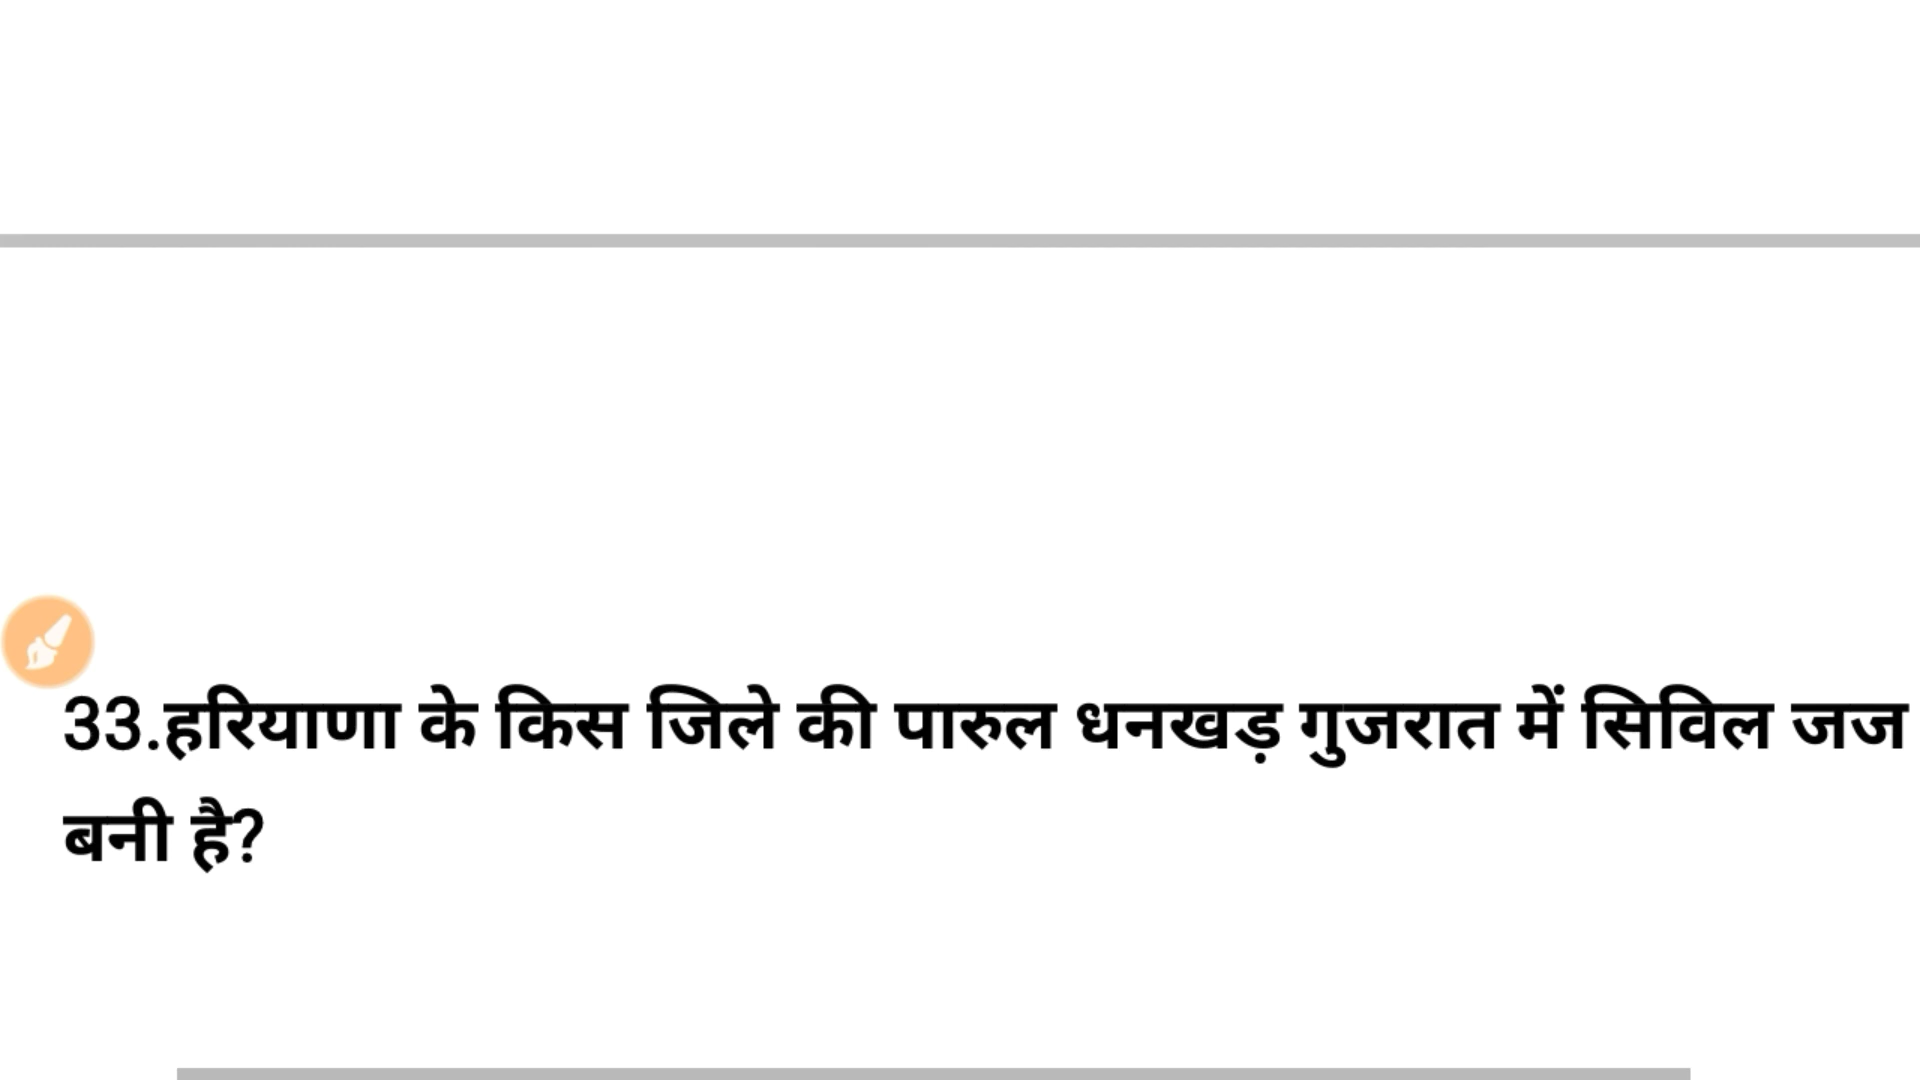 33.हरियाणा के किस जिले की पारुल धनखड़ गुजरात में सिविल जज
बनी है?